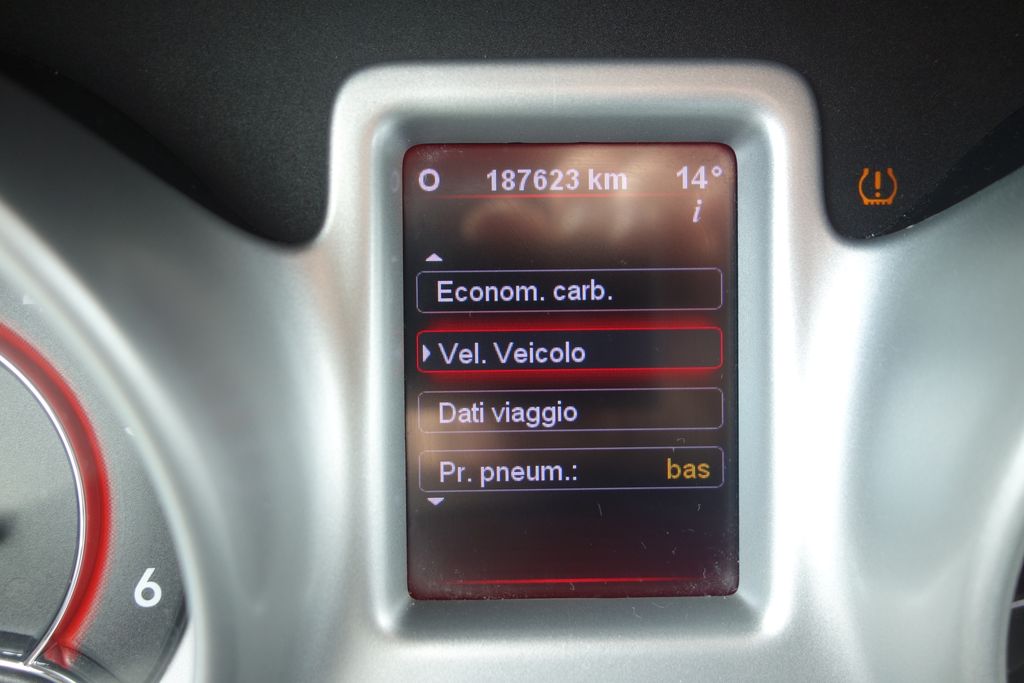 O 187623 km 14°
i
Econom. carb.
Vel. Veicolo
Dati viaggio
Pr. pneum.: bas
6